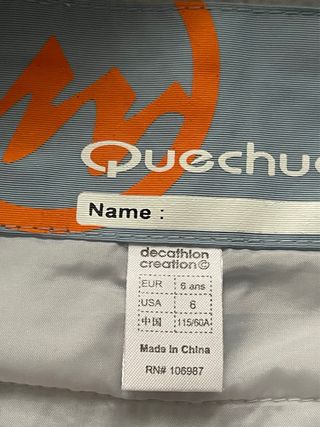 Quechua
Name :
decathlon
creation©
EUR 6 ans
USA 6
中国 115/60A
Made in China
RN# 106987